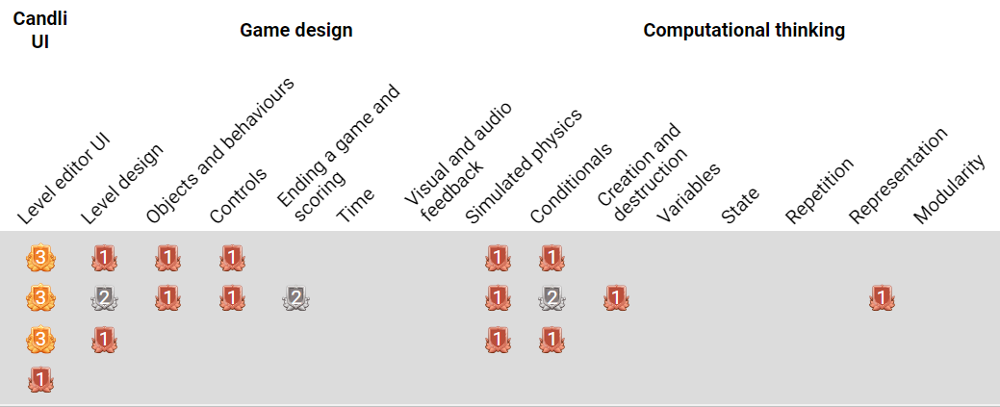 Candli
UI
Game design
Computational thinking
Level editor UI
Level design
Objects and behaviours
Controls
Ending a game and
scoring
Time
Visual and audio
feedback
Simulated physics
Conditionals
Creation and
destruction
Variables
State
Repetition
Representation
Modularity
3 1 1 1 1 1
3 2 1 1 2 1 2 1 1
3 1 1 1
1